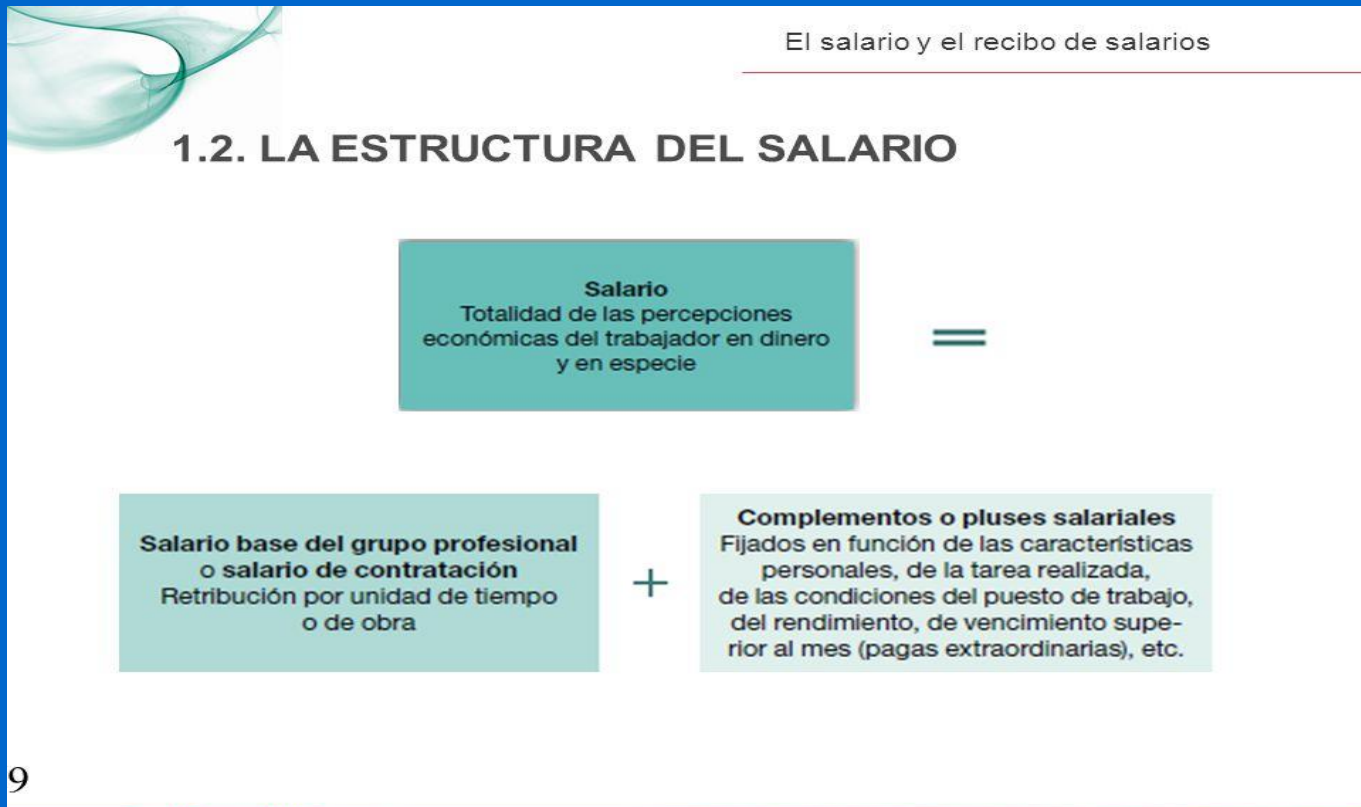 El salario y el recibo de salarios
1.2. LA ESTRUCTURA DEL SALARIO
Salario
Totalidad de las percepciones
económicas del trabajador en dinero
y en especie
=
Salario base del grupo profesional
o salario de contratación
Retribución por unidad de tiempo
o de obra
+
Complementos o pluses salariales
Fijados en función de las características
personales, de la tarea realizada,
de las condiciones del puesto de trabajo,
del rendimiento, de vencimiento supe-
rior al mes (pagas extraordinarias), etc.
9